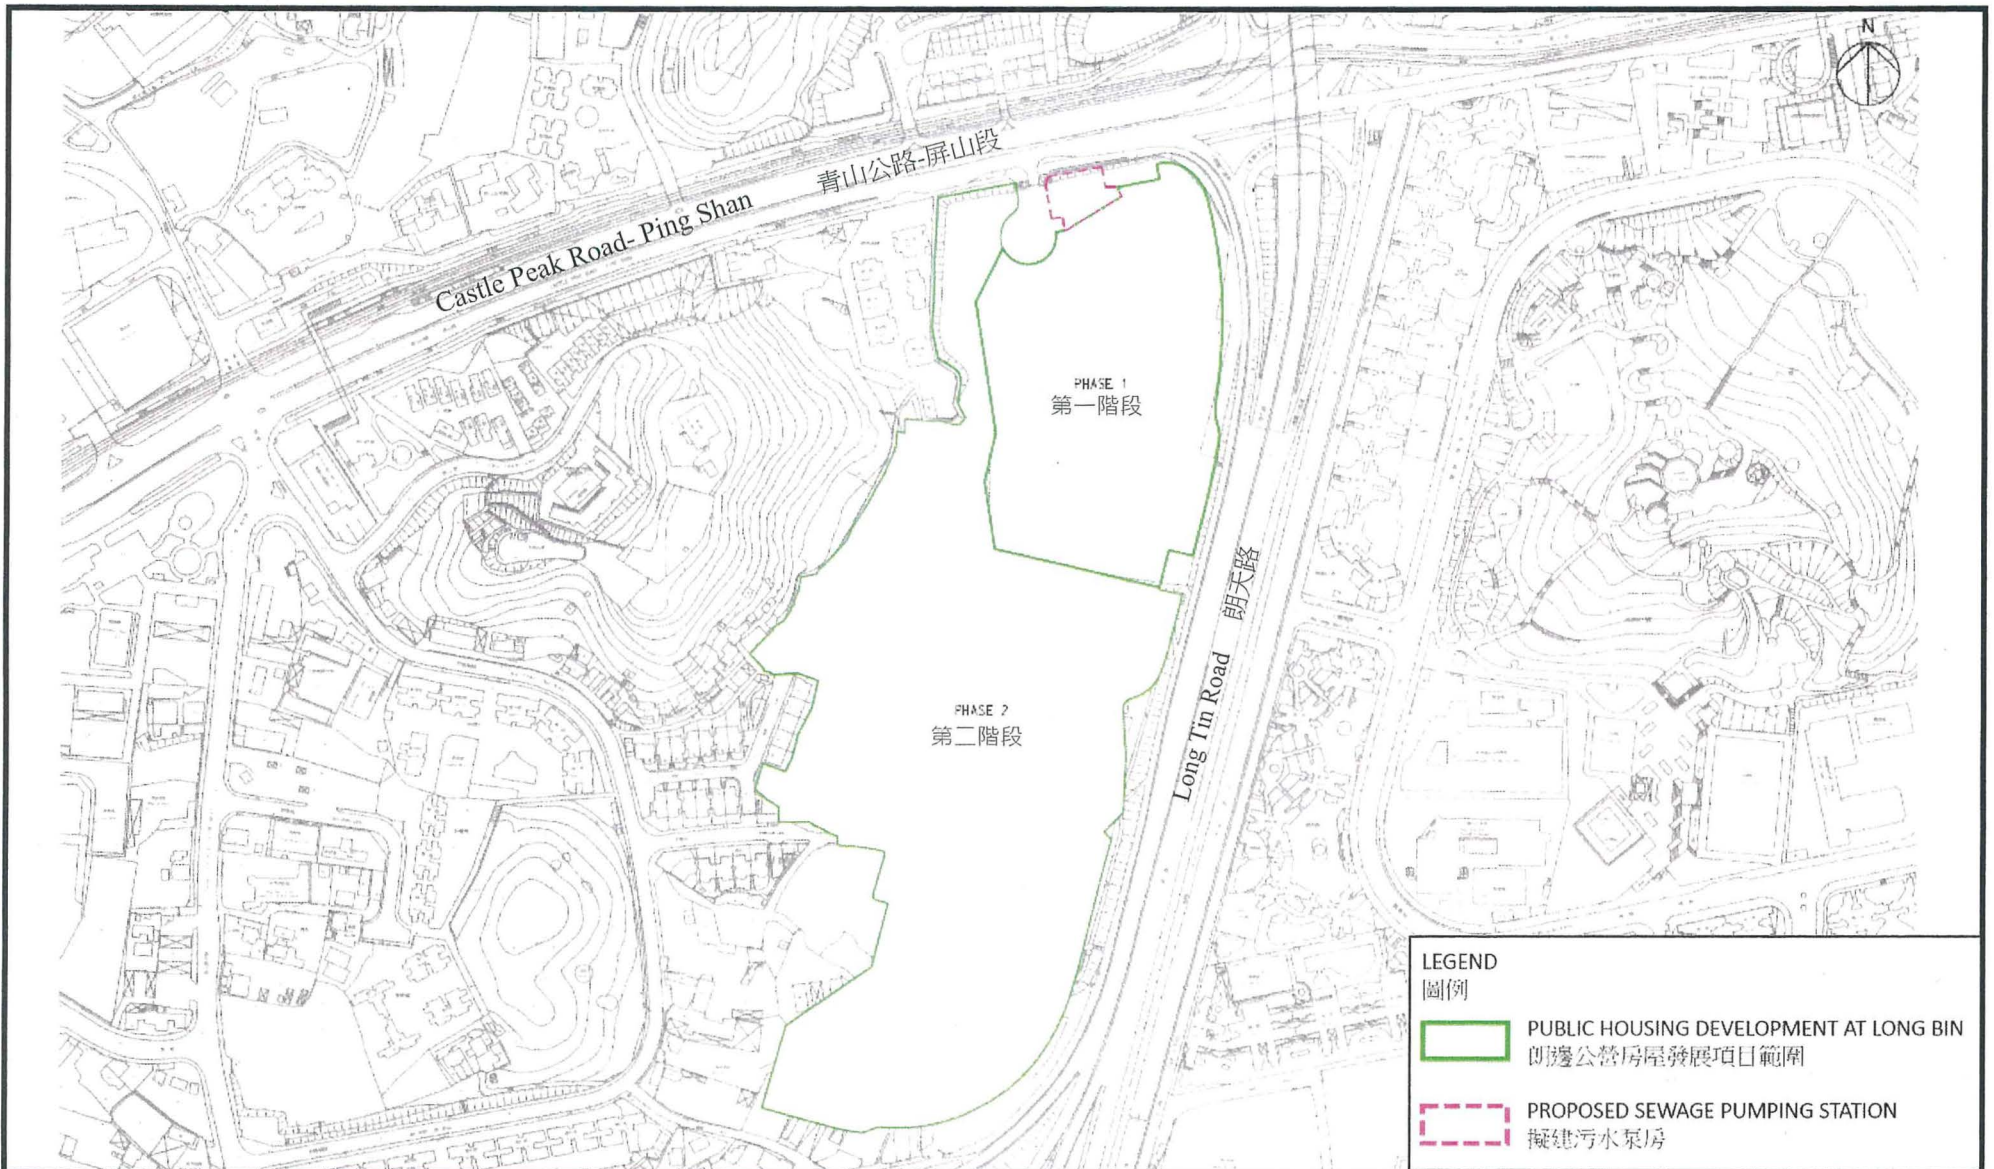 N
青山公路-屏山段
Castle Peak Road- Ping Shan
PHASE 1
第一階段
朗天路
Long Tin Road
PHASE 2
第二階段
LEGEND
圖例
PUBLIC HOUSING DEVELOPMENT AT LONG BIN
朗邊公營房屋發展項目範圍
PROPOSED SEWAGE PUMPING STATION
擬建污水泵房